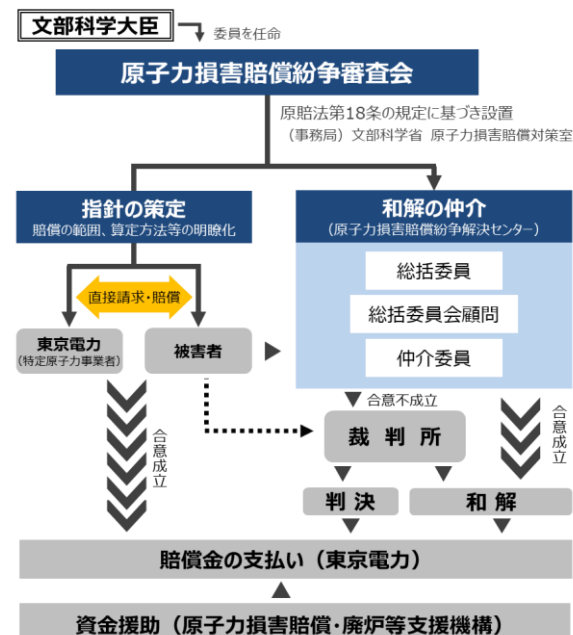 文部科学大臣
委員を任命
原子力損害賠償紛争審査会
原賠法第18条の規定に基づき設置
（事務局）文部科学省 原子力損害賠償対策室
指針の策定
賠償の範囲、算定方法等の明瞭化
和解の仲介
（原子力損害賠償紛争解決センター）
総括委員
総括委員会顧問
仲介委員
直接請求・賠償
東京電力
（特定原子力事業者）
被害者
合意不成立
裁判所
合意成立
合意成立
判決
和解
賠償金の支払い（東京電力）
資金援助（原子力損害賠償・廃炉等支援機構）